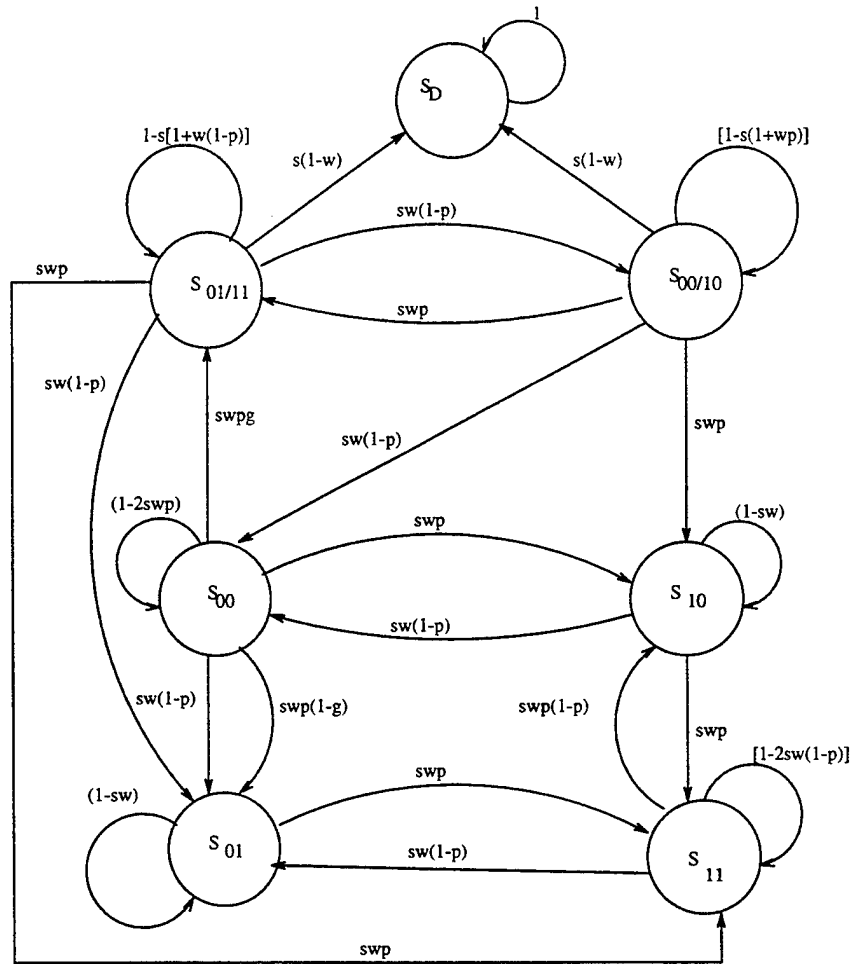 1
S_D
1-s[1+w(1-p)]
s(1-w)
s(1-w)
[1-s(1+wp)]
sw(1-p)
swp
S_01/11
S_00/10
swp
sw(1-p)
swpg
sw(1-p)
swp
(1-2swp)
swp
(1-sw)
S_00
S_10
sw(1-p)
sw(1-p)
swp(1-g)
swp(1-p)
swp
[1-2sw(1-p)]
(1-sw)
swp
S_01
sw(1-p)
S_11
swp